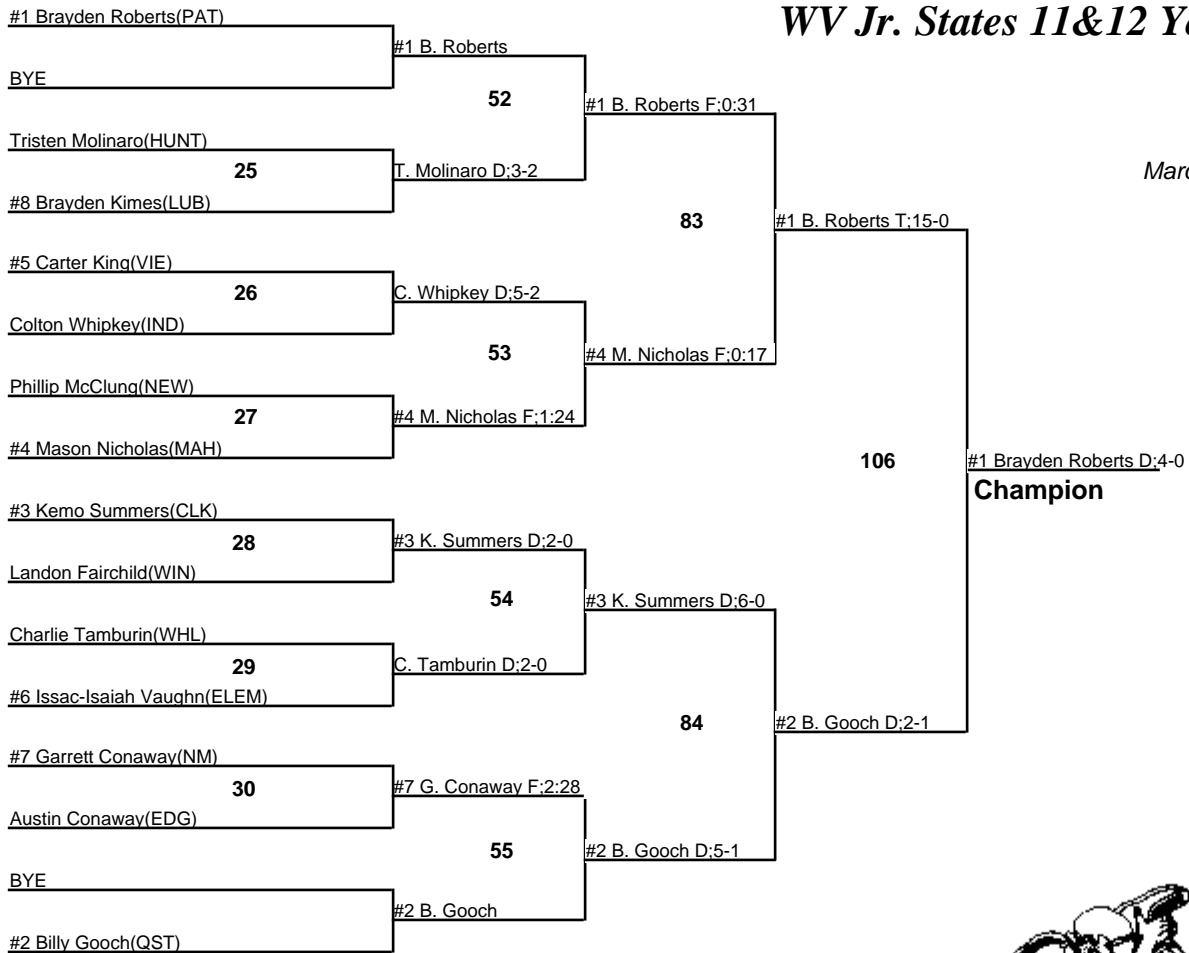 WV Jr. States 11&12
#1 Brayden Roberts(PAT)
#1 B. Roberts
BYE
52
#1 B. Roberts F;0:31
Tristen Molinaro(HUNT)
25
T. Molinaro D;3-2
#8 Brayden Kimes(LUB)
83
#1 B. Roberts T;15-0
#5 Carter King(VIE)
26
C. Whipkey D;5-2
Colton Whipkey(IND)
53
#4 M. Nicholas F;0:17
Phillip McClung(NEW)
27
#4 M. Nicholas F;1:24
#4 Mason Nicholas(MAH)
106
#1 Brayden Roberts D;4-0
Champion
#3 Kemo Summers(CLK)
28
#3 K. Summers D;2-0
Landon Fairchild(WIN)
54
#3 K. Summers D;6-0
Charlie Tamburin(WHL)
29
C. Tamburin D;2-0
#6 Issac-Isaiah Vaughn(ELEM)
84
#2 B. Gooch D;2-1
#7 Garrett Conaway(NM)
30
#7 G. Conaway F;2:28
Austin Conaway(EDG)
55
#2 B. Gooch D;5-1
BYE
#2 B. Gooch
#2 Billy Gooch(QST)